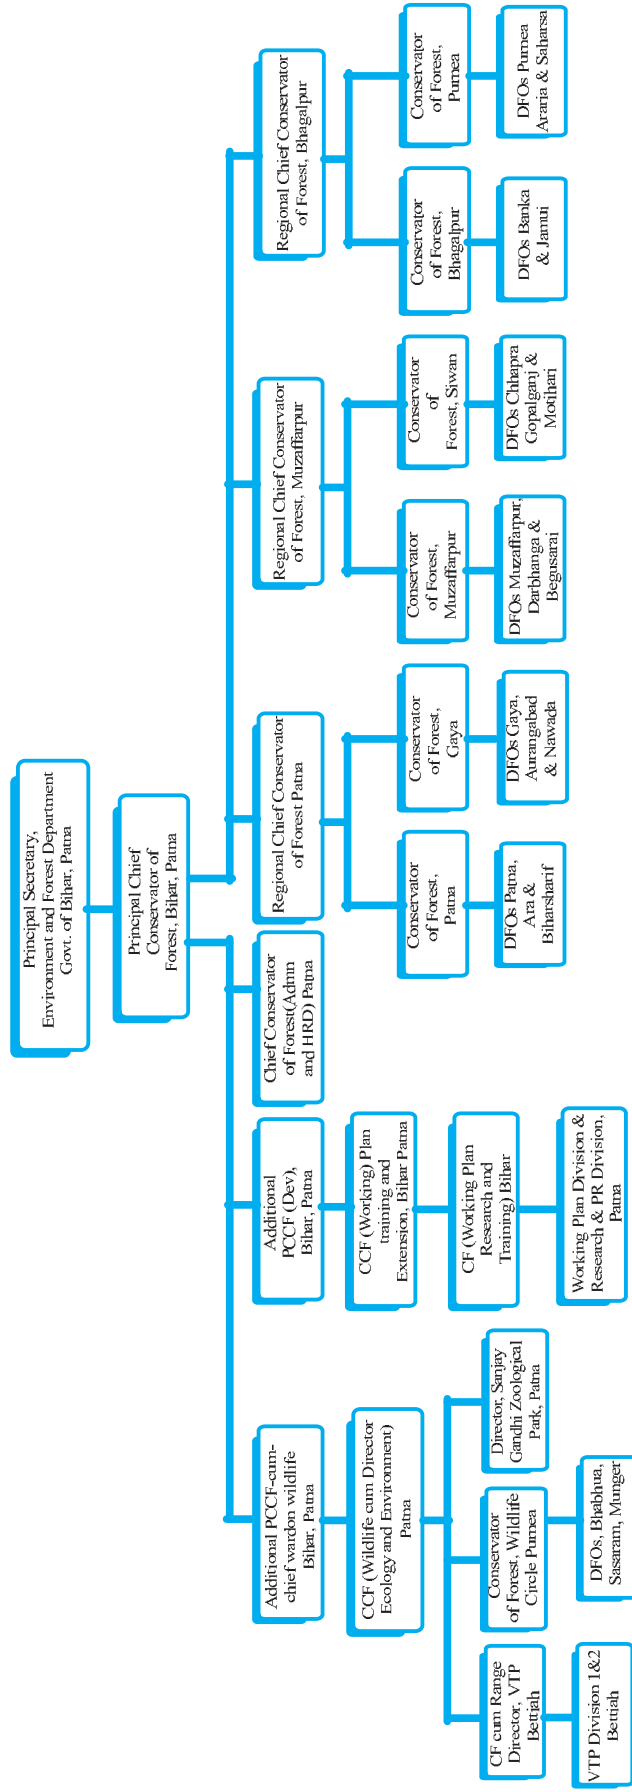 Principal Secretary,
Environment and Forest Department
Govt. of Bihar, Patna
Principal Chief
Conservator of
Forest, Bihar, Patna
Additional PCCF-cum-
chief wardon wildlife
Bihar, Patna
Additional
PCCF (Dev),
Bihar, Patna
Chief Conservator
of Forest(Admn
and HRD) Patna
Regional Chief Conservator
of Forest Patna
Regional Chief Conservator
of Forest, Muzaffarpur
Regional Chief Conservator
of Forest, Bhagalpur
CCF (Wildlife cum Director
Ecology and Environment)
Patna
CCF (Working) Plan
training and
Extension, Bihar Patna
CF cum Range
Director, VTP
Bettiah
Conservator
of Forest, Wildlife
Circle Purnea
Director, Sanjay
Gandhi Zoological
Park, Patna
CF (Working Plan
Research and
Training) Bihar
Conservator
of Forest,
Patna
Conservator
of Forest,
Gaya
Conservator
of Forest,
Muzaffarpur
Conservator
of
Forest, Siwan
Conservator
of Forest,
Bhagalpur
Conservator
of Forest,
Purnea
VTP Division 1&2
Bettiah
DFOs, Bhabhua,
Sasaram, Munger
Working Plan Division &
Research & PR Division,
Patna
DFOs Patna,
Ara &
Biharsharif
DFOs Gaya,
Aurangabad
& Nawada
DFOs Muzaffarpur,
Darbhanga &
Begusarai
DFOs Chhapra
Gopalganj &
Motihari
DFOs Banka
& Jamui
DFOs Purnea
Araria & Saharsa